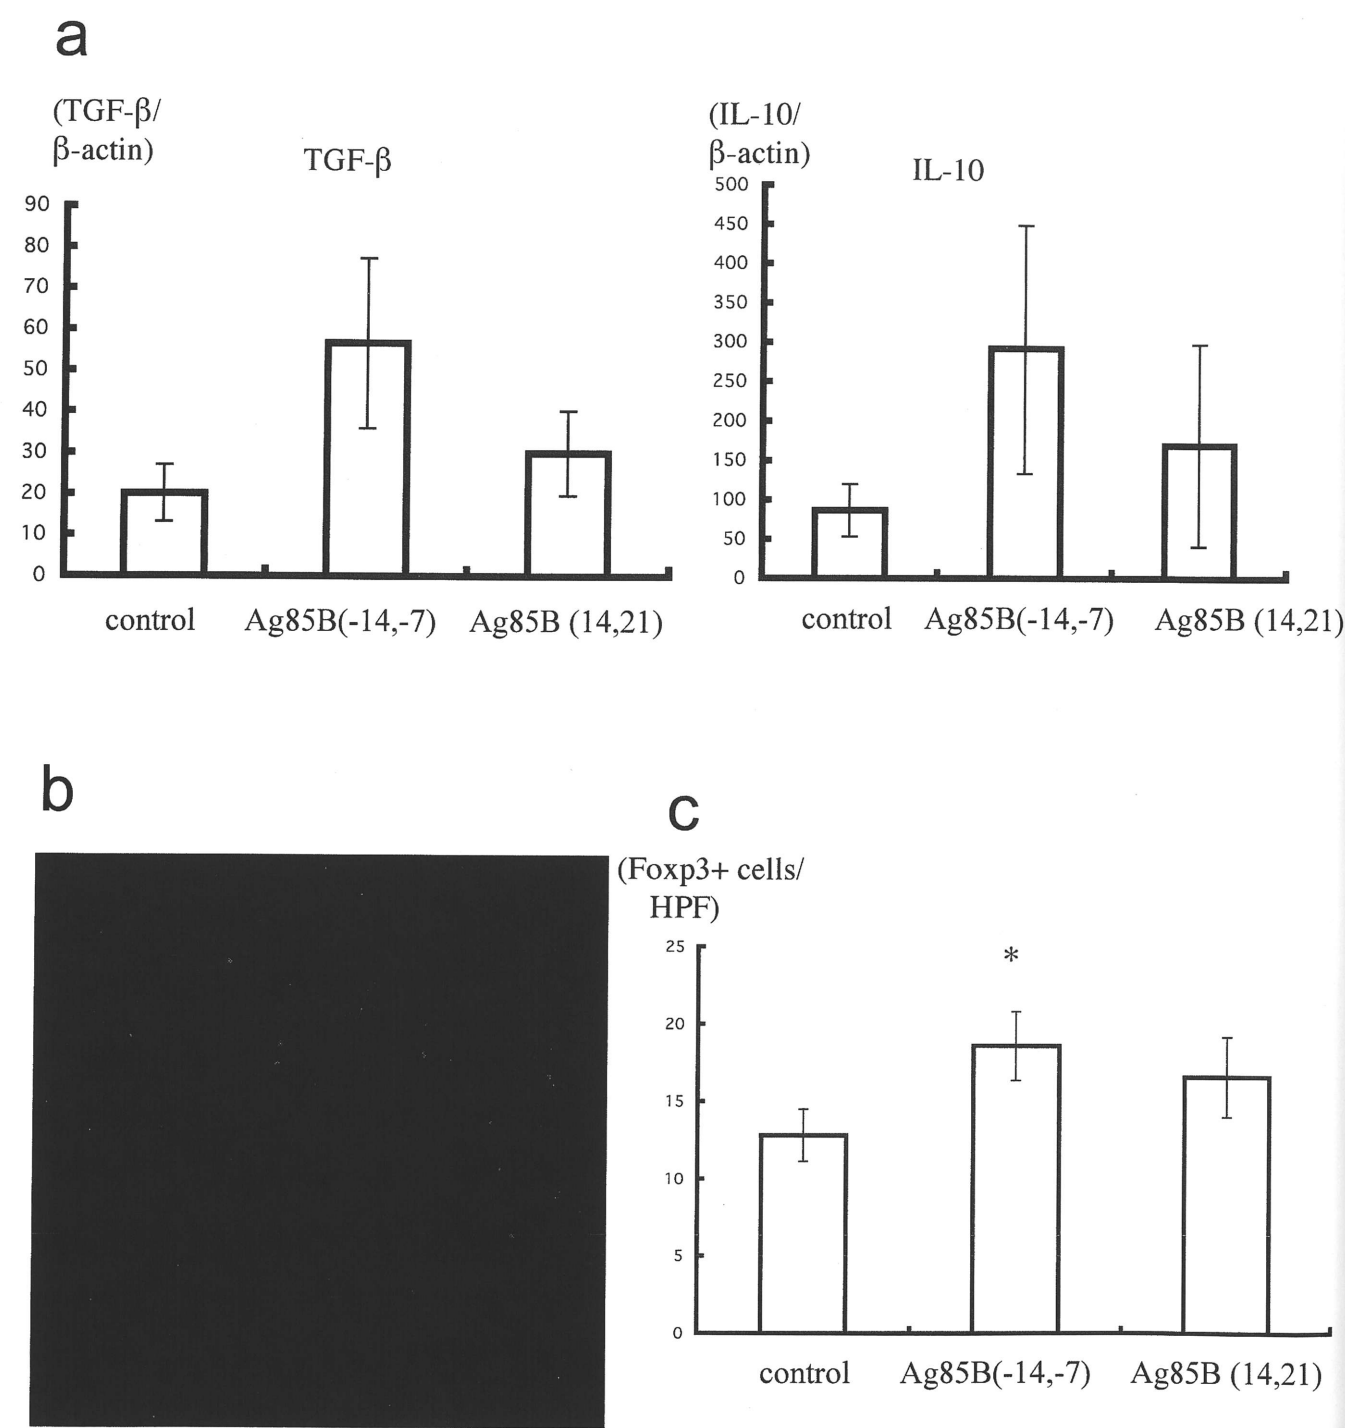 a
(TGF-β/
β-actin)
TGF-β
90
80
70
60
50
40
30
20
10
0
control Ag85B(-14,-7) Ag85B (14,21)
(IL-10/
β-actin)
IL-10
500
450
400
350
300
250
200
150
100
50
0
control Ag85B(-14,-7) Ag85B (14,21)
b
c
(Foxp3+ cells/
HPF)
25
20
15
10
5
0
*
control Ag85B(-14,-7) Ag85B (14,21)